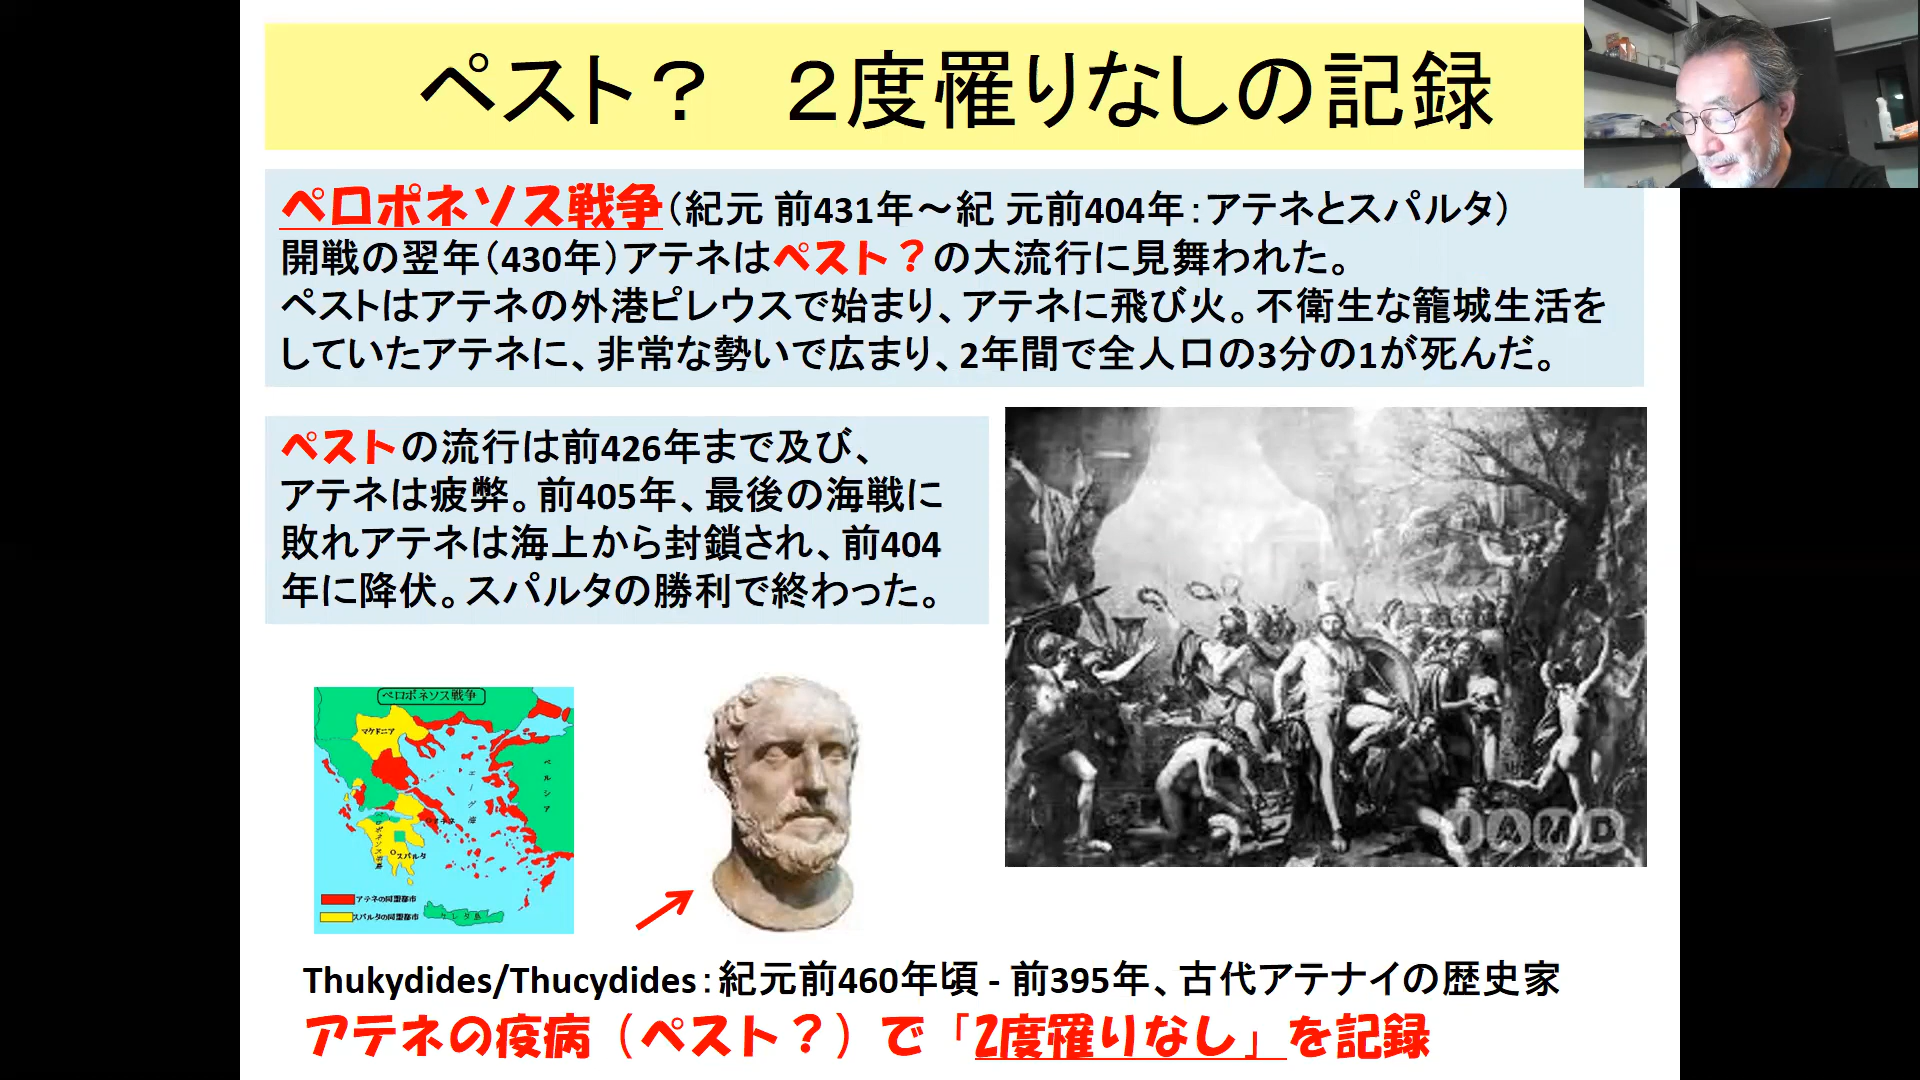 ペスト？　２度罹りなしの記録
ペロポネソス戦争（紀元 前431年～紀 元前404年：アテネとスパルタ）
開戦の翌年（430年）アテネはペスト？の大流行に見舞われた。
ペストはアテネの外港ピレウスで始まり、アテネに飛び火。不衛生な籠城生活を
していたアテネに、非常な勢いで広まり、2年間で全人口の3分の1が死んだ。
ペストの流行は前426年まで及び、
アテネは疲弊。前405年、最後の海戦に
敗れアテネは海上から封鎖され、前404
年に降伏。スパルタの勝利で終わった。
ペロポネソス戦争
マケドニア
ペルシア
エーゲ海
アテネ
ペロポネソス半島
スパルタ
アテネの同盟都市
スパルタの同盟都市
クレタ島
Thukydides/Thucydides：紀元前460年頃 - 前395年、古代アテナイの歴史家
アテネの疫病（ペスト？）で「2度罹りなし」を記録